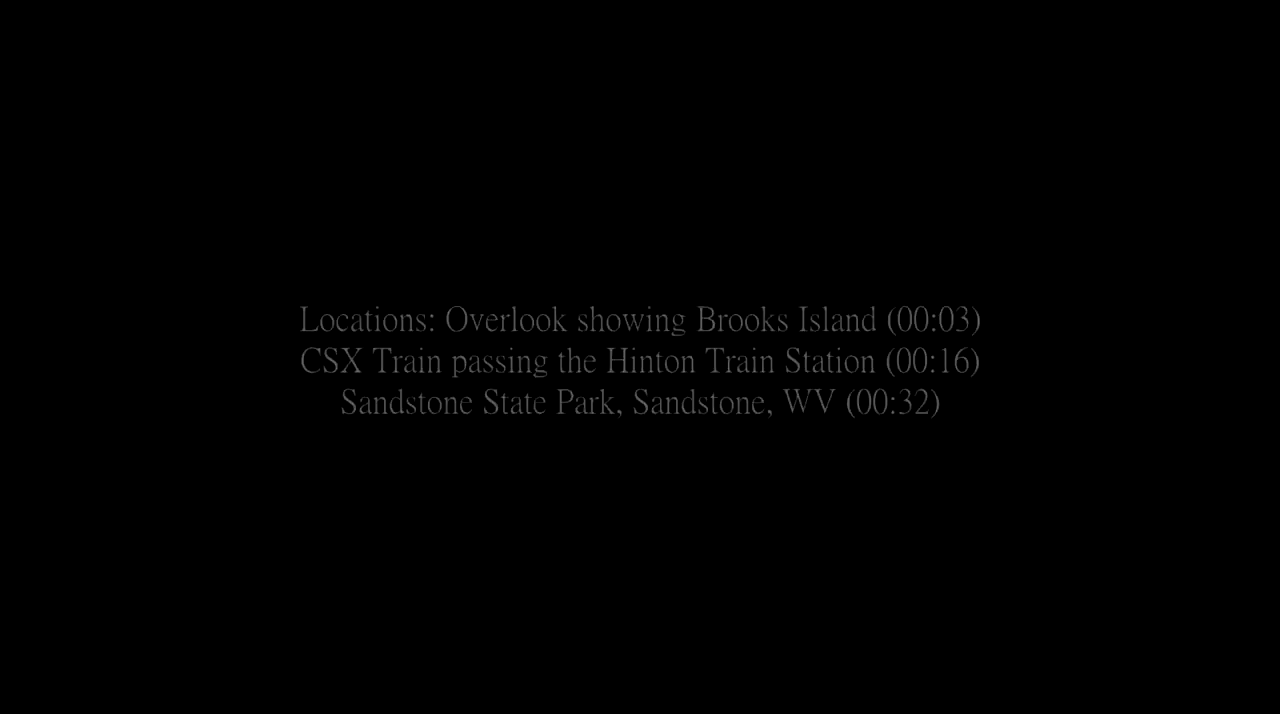 Locations: Overlook showing Brooks Island (00:03)
CSX Train passing the Hinton Train Station (00:16)
Sandstone State Park, Sandstone, WV (00:32)